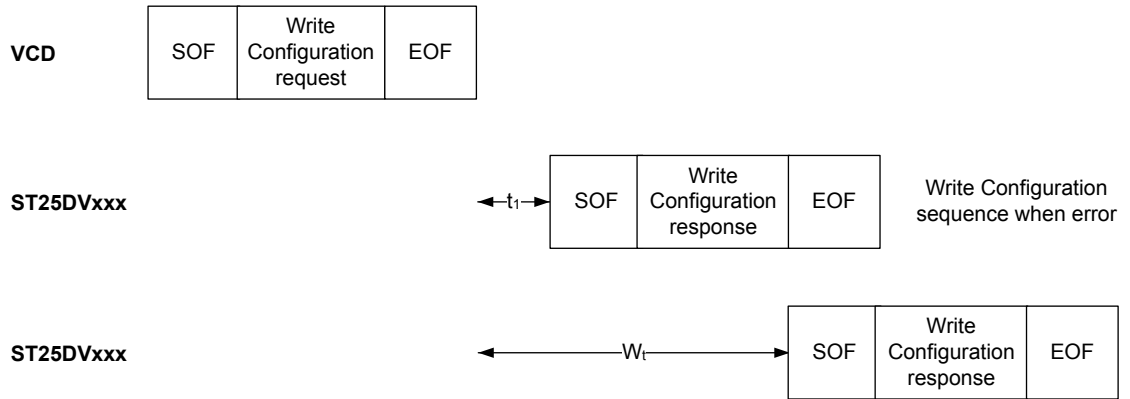 VCD
SOF
Write
Configuration
request
EOF
ST25DVxxx
t1
SOF
Write
Configuration
response
EOF
Write Configuration
sequence when error
ST25DVxxx
Wt
SOF
Write
Configuration
response
EOF